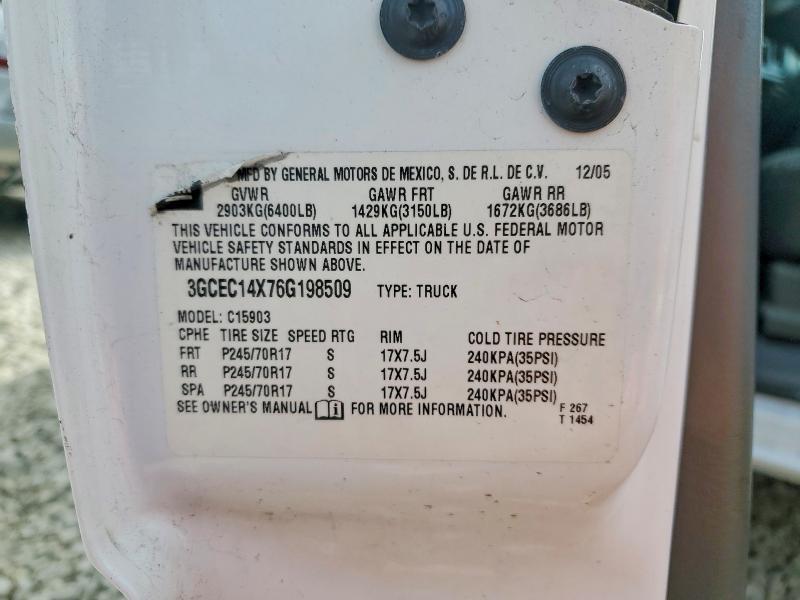 MFD BY GENERAL MOTORS DE MEXICO, S. DE R.L. DE C.V. 12/05
GVWR GAWR FRT GAWR RR
2903KG(6400LB) 1429KG(3150LB) 1672KG(3686LB)
THIS VEHICLE CONFORMS TO ALL APPLICABLE U.S. FEDERAL MOTOR
VEHICLE SAFETY STANDARDS IN EFFECT ON THE DATE OF
MANUFACTURE SHOWN ABOVE.
3GCEC14X76G198509 TYPE: TRUCK
MODEL: C15903
CPHE TIRE SIZE SPEED RTG RIM COLD TIRE PRESSURE
FRT P245/70R17 S 17X7.5J 240KPA(35PSI)
RR P245/70R17 S 17X7.5J 240KPA(35PSI)
SPA P245/70R17 S 17X7.5J 240KPA(35PSI)
SEE OWNER'S MANUAL i FOR MORE INFORMATION.
F 267
T 1454